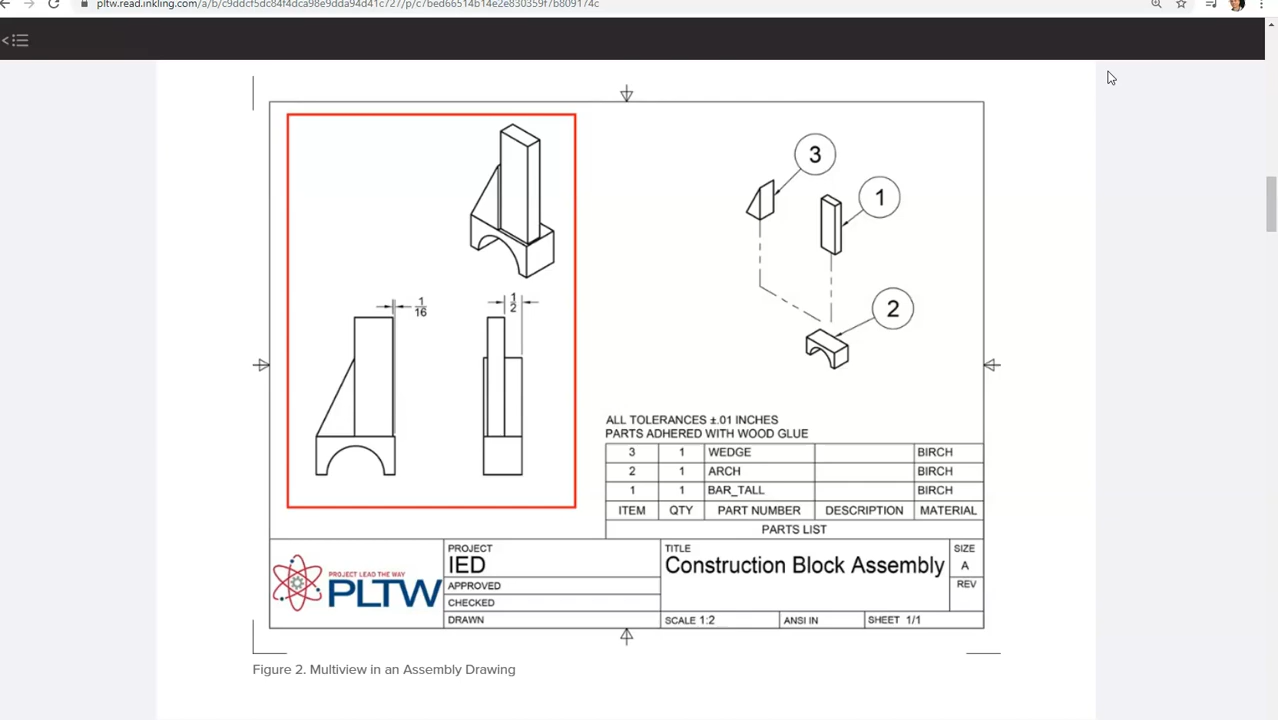 pltw.read.inkling.com/a/b/c9ddcf5dc84f4dca98e9dda94d41c727/p/c7bed66514b14e2e830359f7b809174c
3
1
2
1
16
1
2
ALL TOLERANCES ±.01 INCHES
PARTS ADHERED WITH WOOD GLUE
3 1 WEDGE BIRCH
2 1 ARCH BIRCH
1 1 BAR_TALL BIRCH
ITEM QTY PART NUMBER DESCRIPTION MATERIAL
PARTS LIST
PROJECT LEAD THE WAY
PLTW
PROJECT
IED
APPROVED
CHECKED
DRAWN
TITLE
Construction Block Assembly
SIZE
A
REV
SCALE 1:2
ANSI IN
SHEET 1/1
Figure 2. Multiview in an Assembly Drawing